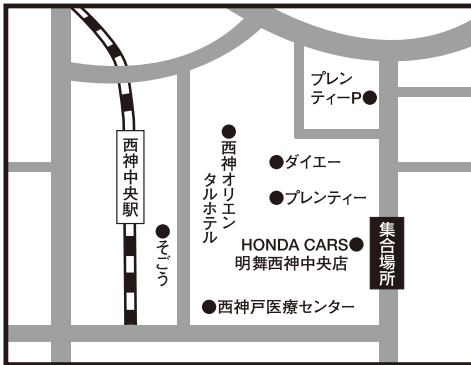 プレン
ティーP
西神中央駅
西神オリエン
タルホテル
ダイエー
プレンティー
そごう
HONDA CARS
明舞西神中央店
集合場所
西神戸医療センター